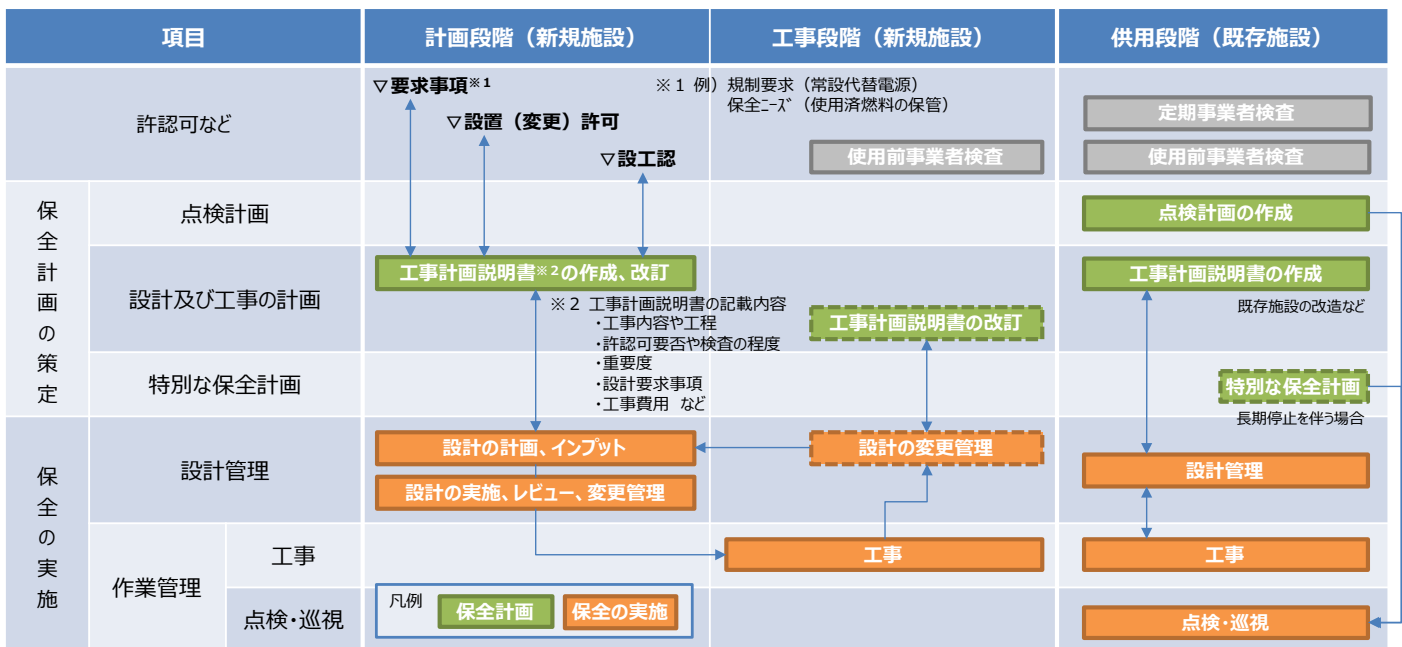 項目
計画段階（新規施設）
工事段階（新規施設）
供用段階（既存施設）
許認可など
▽要求事項※1
▽設置（変更）許可
▽設工認
※１ 例）規制要求（常設代替電源）
保全ﾆｰｽﾞ（使用済燃料の保管）
使用前事業者検査
定期事業者検査
使用前事業者検査
保全計画の策定
点検計画
点検計画の作成
設計及び工事の計画
工事計画説明書※2の作成、改訂
※２ 工事計画説明書の記載内容
・工事内容や工程
・許認可要否や検査の程度
・重要度
・設計要求事項
・工事費用 など
工事計画説明書の改訂
工事計画説明書の作成
既存施設の改造など
特別な保全計画
特別な保全計画
長期停止を伴う場合
保全の実施
設計管理
設計の計画、インプット
設計の実施、レビュー、変更管理
設計の変更管理
設計管理
作業管理
工事
工事
工事
点検・巡視
凡例
保全計画
保全の実施
点検・巡視